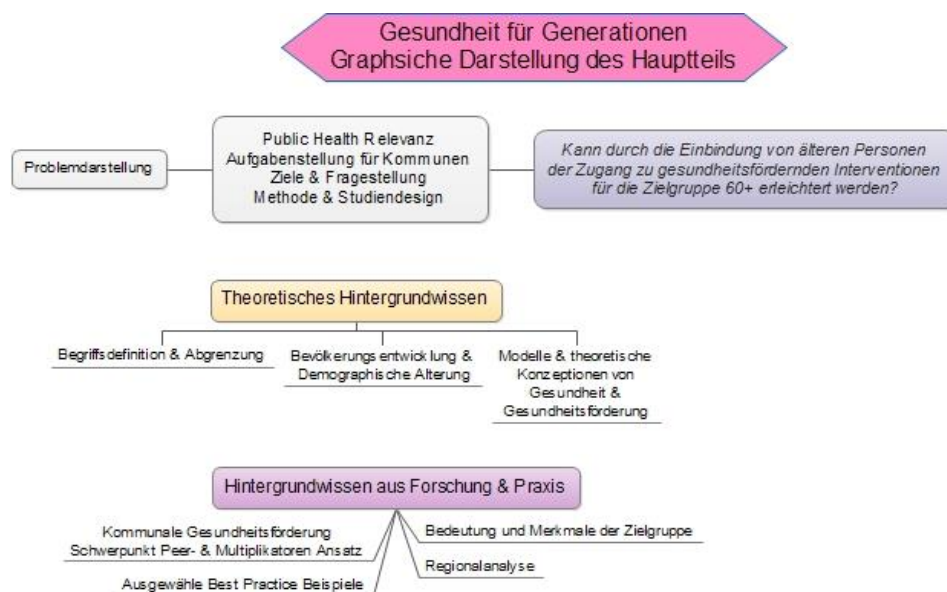 Gesundheit für Generationen
Graphsiche Darstellung des Hauptteils
Problemdarstellung
Public Health Relevanz
Aufgabenstellung für Kommunen
Ziele & Fragestellung
Methode & Studiendesign
Kann durch die Einbindung von älteren Personen
der Zugang zu gesundheitsfördernden Interventionen
für die Zielgruppe 60+ erleichtert werden?
Theoretisches Hintergrundwissen
Begriffsdefinition & Abgrenzung
Bevölkerungsentwicklung &
Demographische Alterung
Modelle & theoretische
Konzeptionen von
Gesundheit &
Gesundheitsförderung
Hintergrundwissen aus Forschung & Praxis
Kommunale Gesundheitsförderung
Schwerpunkt Peer- & Multiplikatoren Ansatz
Ausgewähle Best Practice Beispiele
Bedeutung und Merkmale der Zielgruppe
Regionalanalyse